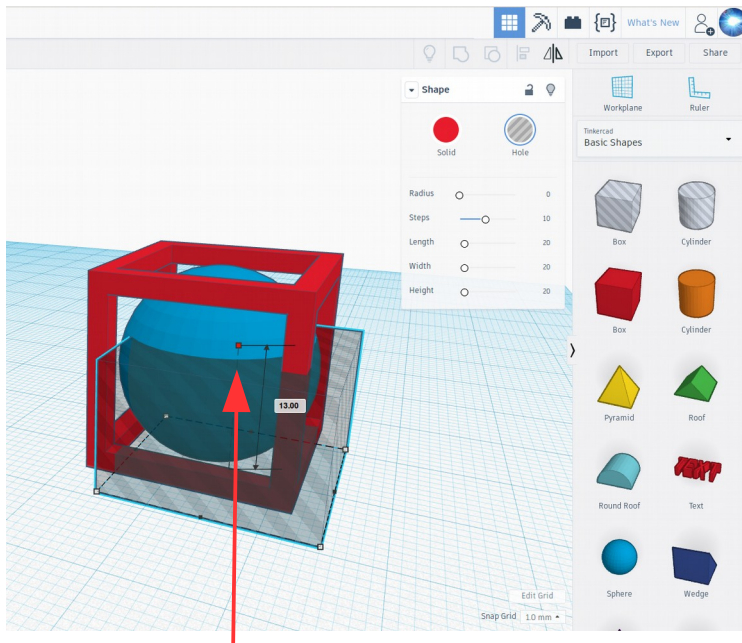 What's New
Import
Export
Share
Shape
Solid
Hole
Radius
0
Steps
10
Length
20
Width
20
Height
20
Workplane
Ruler
Tinkercad
Basic Shapes
Box
Cylinder
Box
Cylinder
Pyramid
Roof
TEXT
Round Roof
Text
Sphere
Wedge
13.00
Edit Grid
Snap Grid 1.0 mm